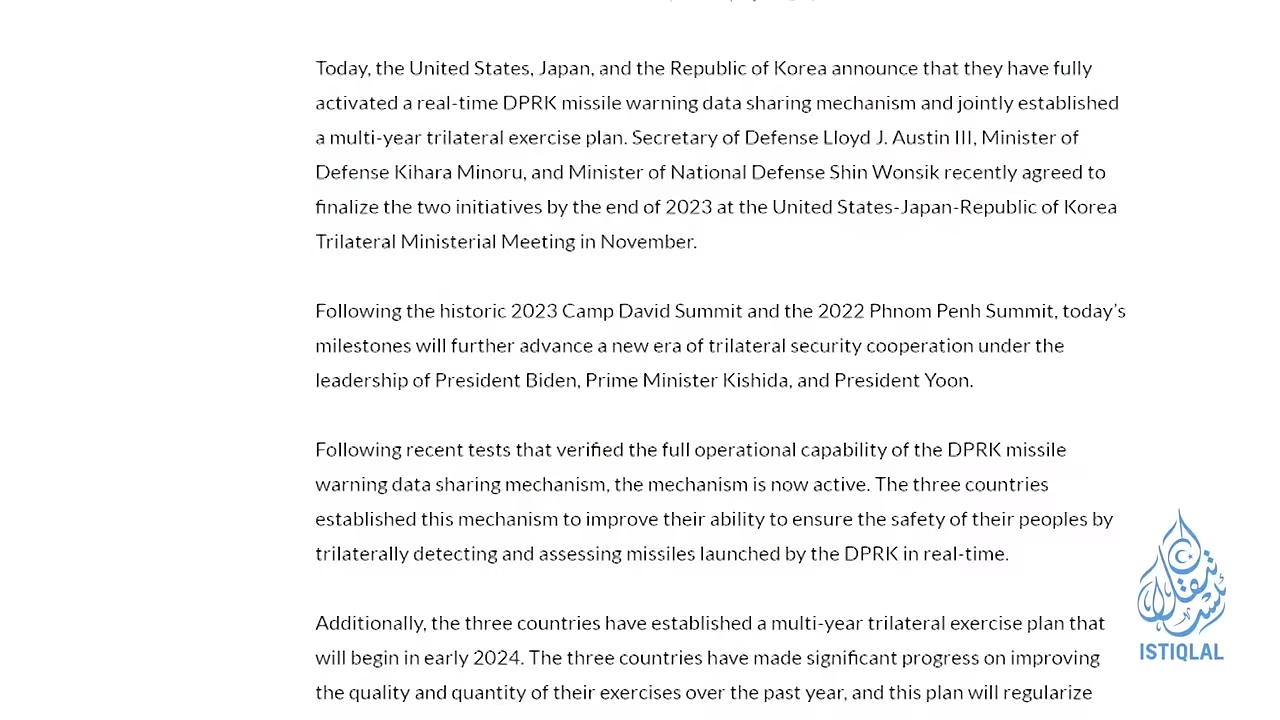 Today, the United States, Japan, and the Republic of Korea announce that they have fully
activated a real-time DPRK missile warning data sharing mechanism and jointly established
a multi-year trilateral exercise plan. Secretary of Defense Lloyd J. Austin III, Minister of
Defense Kihara Minoru, and Minister of National Defense Shin Wonsik recently agreed to
finalize the two initiatives by the end of 2023 at the United States-Japan-Republic of Korea
Trilateral Ministerial Meeting in November.
Following the historic 2023 Camp David Summit and the 2022 Phnom Penh Summit, today’s
milestones will further advance a new era of trilateral security cooperation under the
leadership of President Biden, Prime Minister Kishida, and President Yoon.
Following recent tests that verified the full operational capability of the DPRK missile
warning data sharing mechanism, the mechanism is now active. The three countries
established this mechanism to improve their ability to ensure the safety of their peoples by
trilaterally detecting and assessing missiles launched by the DPRK in real-time.
Additionally, the three countries have established a multi-year trilateral exercise plan that
will begin in early 2024. The three countries have made significant progress on improving
the quality and quantity of their exercises over the past year, and this plan will regularize
ISTIQLAL